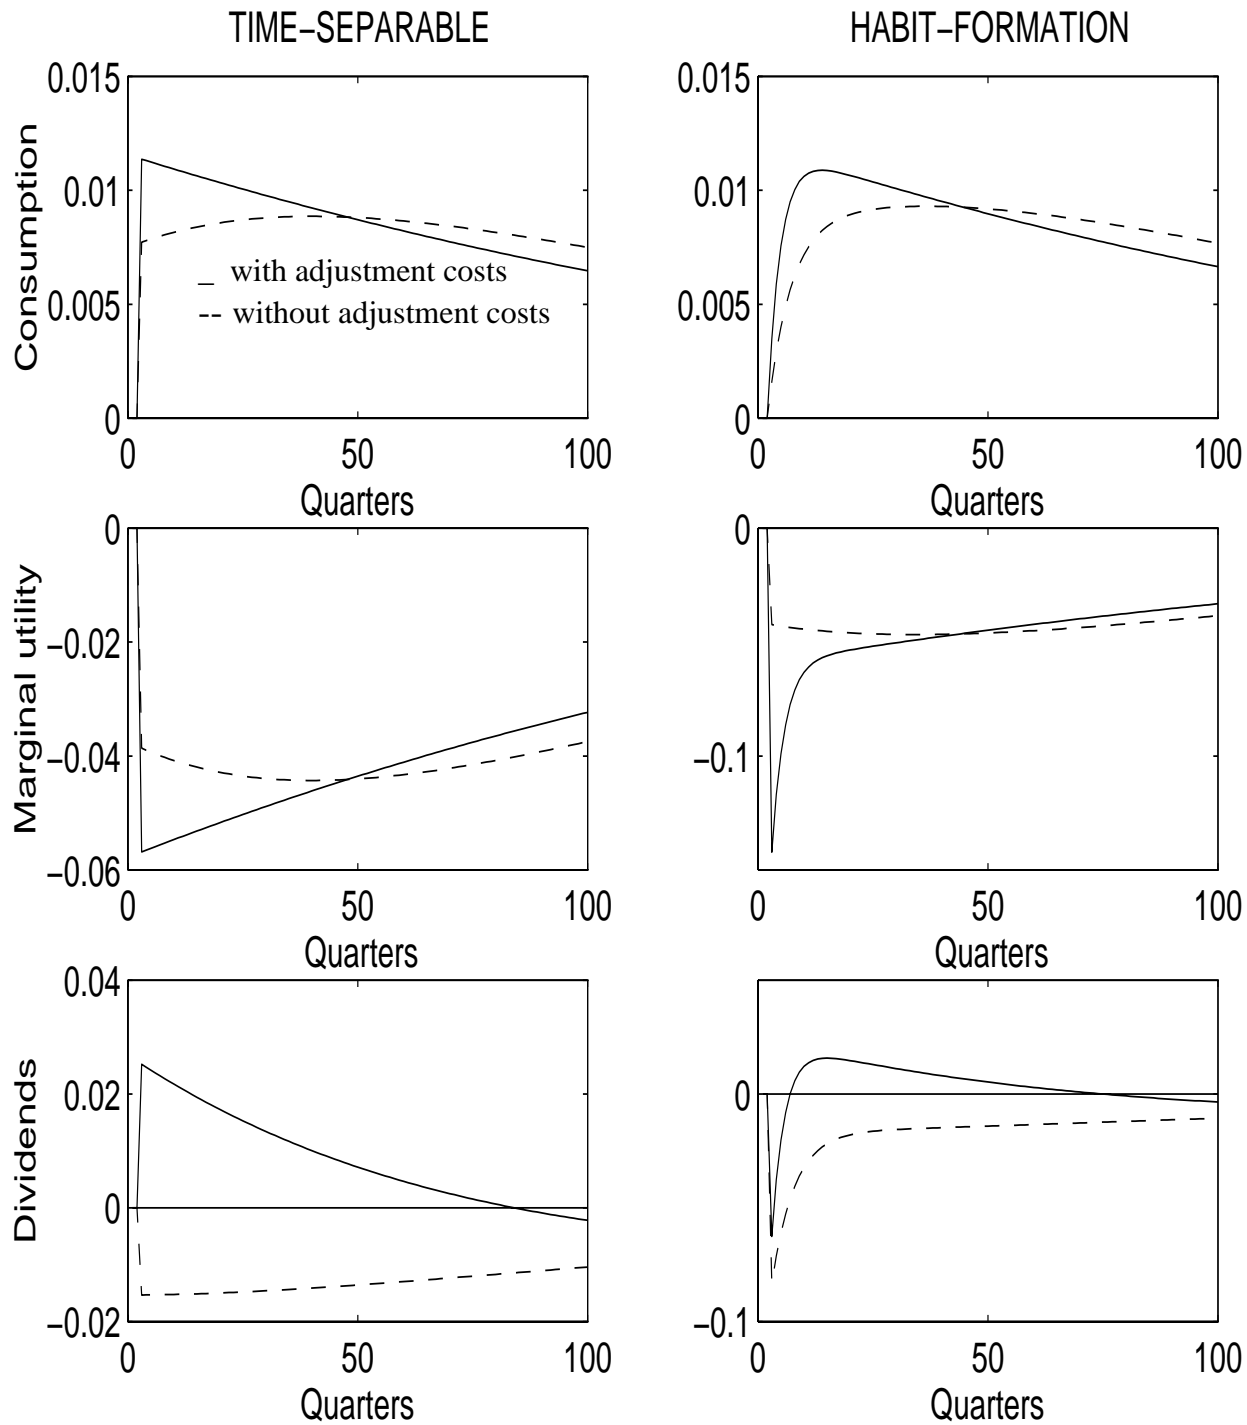 TIME−SEPARABLE
HABIT−FORMATION
0.015
0.01
0.005
0
Consumption
_ with adjustment costs
-- without adjustment costs
0 50 100
Quarters
0.015
0.01
0.005
0
0 50 100
Quarters
0
−0.02
−0.04
−0.06
Marginal utility
0 50 100
Quarters
0
−0.1
0 50 100
Quarters
0.04
0.02
0
−0.02
Dividends
0 50 100
Quarters
0
−0.1
0 50 100
Quarters